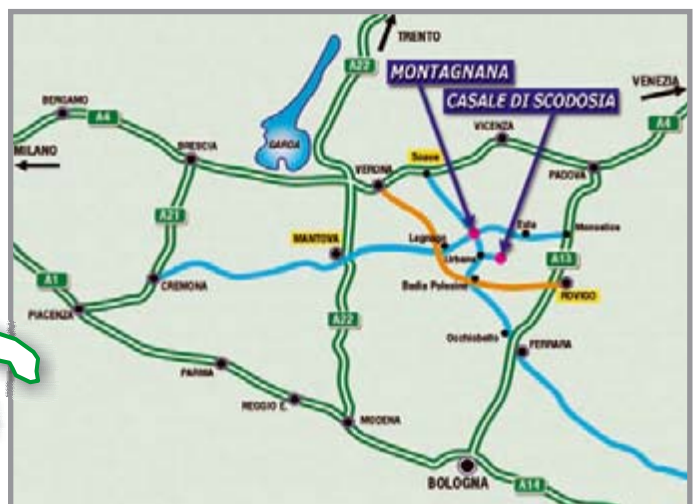 TRENTO
A22
MONTAGNANA
VENEZIA
CASALE DI SCODOSIA
BERGAMO
A4
A4
VICENZA
MILANO
BRESCIA
GARDA
Soave
VERONA
PADOVA
A21
MANTOVA
Legnago
Este
Monselice
Urbana
A13
A1
CREMONA
Badia Polesine
ROVIGO
PIACENZA
A22
Occhiobello
FERRARA
PARMA
REGGIO E.
MODENA
BOLOGNA
A14